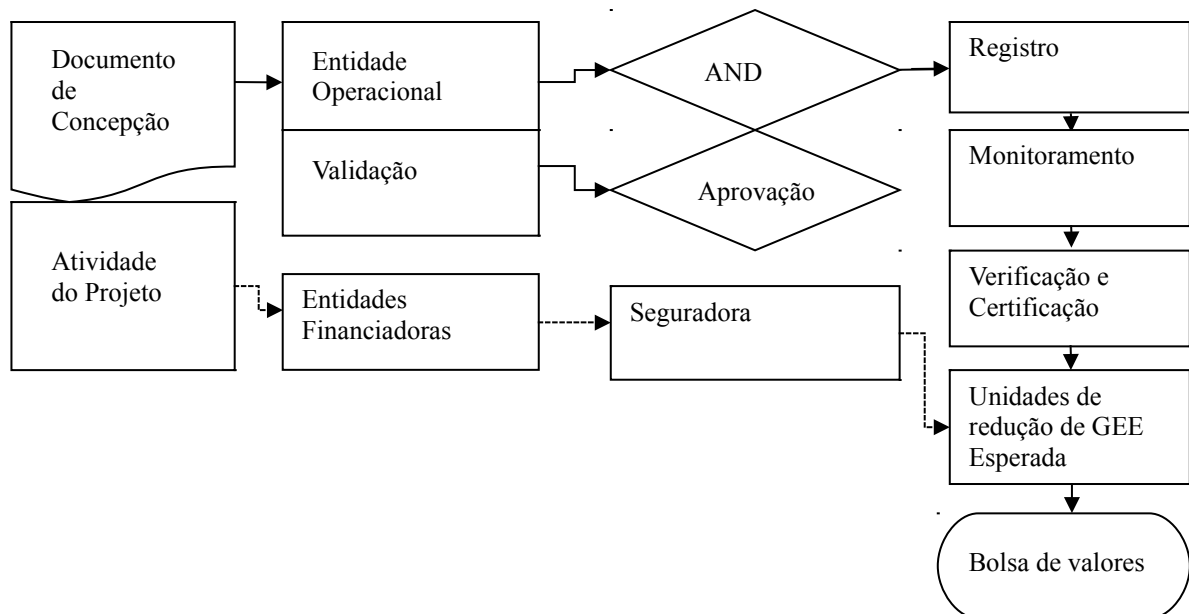 Documento
de
Concepção
Entidade
Operacional
AND
Registro
Validação
Aprovação
Monitoramento
Atividade
do Projeto
Entidades
Financiadoras
Seguradora
Verificação e
Certificação
Unidades de
redução de GEE
Esperada
Bolsa de valores